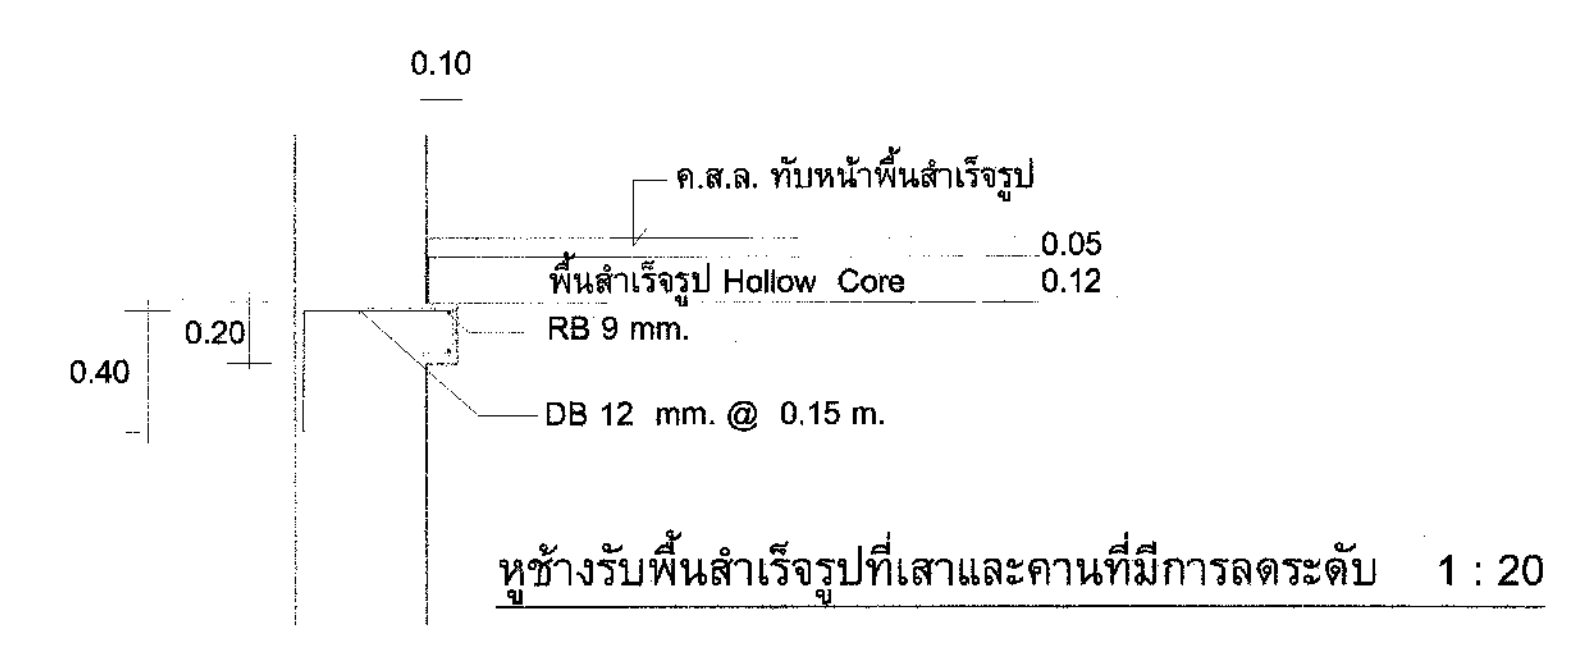 0.10
ค.ส.ล. ทับหน้าพื้นสำเร็จรูป
0.05
พื้นสำเร็จรูป Hollow Core 0.12
0.20
RB 9 mm.
0.40
DB 12 mm. @ 0.15 m.
หูช้างรับพื้นสำเร็จรูปที่เสาและคานที่มีการลดระดับ 1 : 20